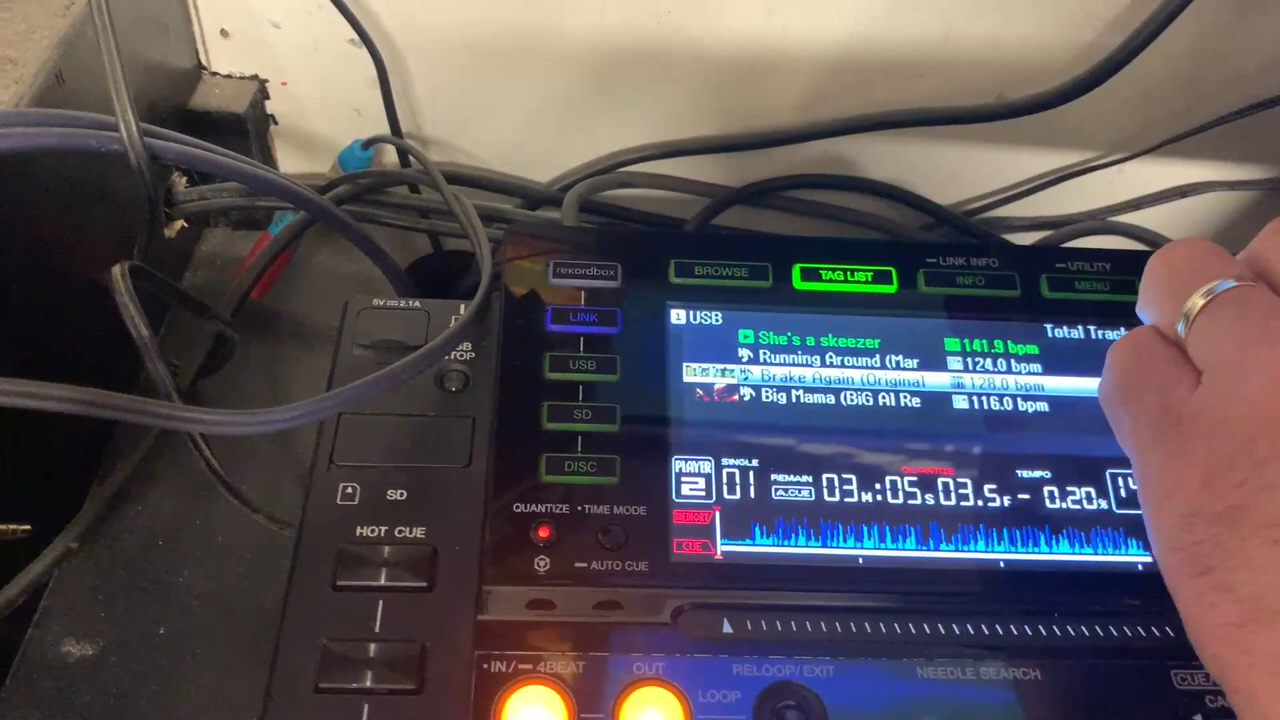 5V 2.1A
STOP
SD
HOT CUE
rekordbox
LINK
USB
SD
DISC
QUANTIZE • TIME MODE
AUTO CUE
BROWSE
TAG LIST
LINK INFO
INFO
UTILITY
MENU
1 USB
Total Track
She's a skeezer 141.9 bpm
Running Around (Mar 124.0 bpm
Brake Again (Original 128.0 bpm
Big Mama (BiG Al Re 116.0 bpm
PLAYER 2
SINGLE 01
REMAIN
A.CUE
03M:05S03.5F
QUANTIZE
TEMPO
-0.20%
MEMORY
CUE
• IN/ 4BEAT
OUT
LOOP
RELOOP/EXIT
NEEDLE SEARCH